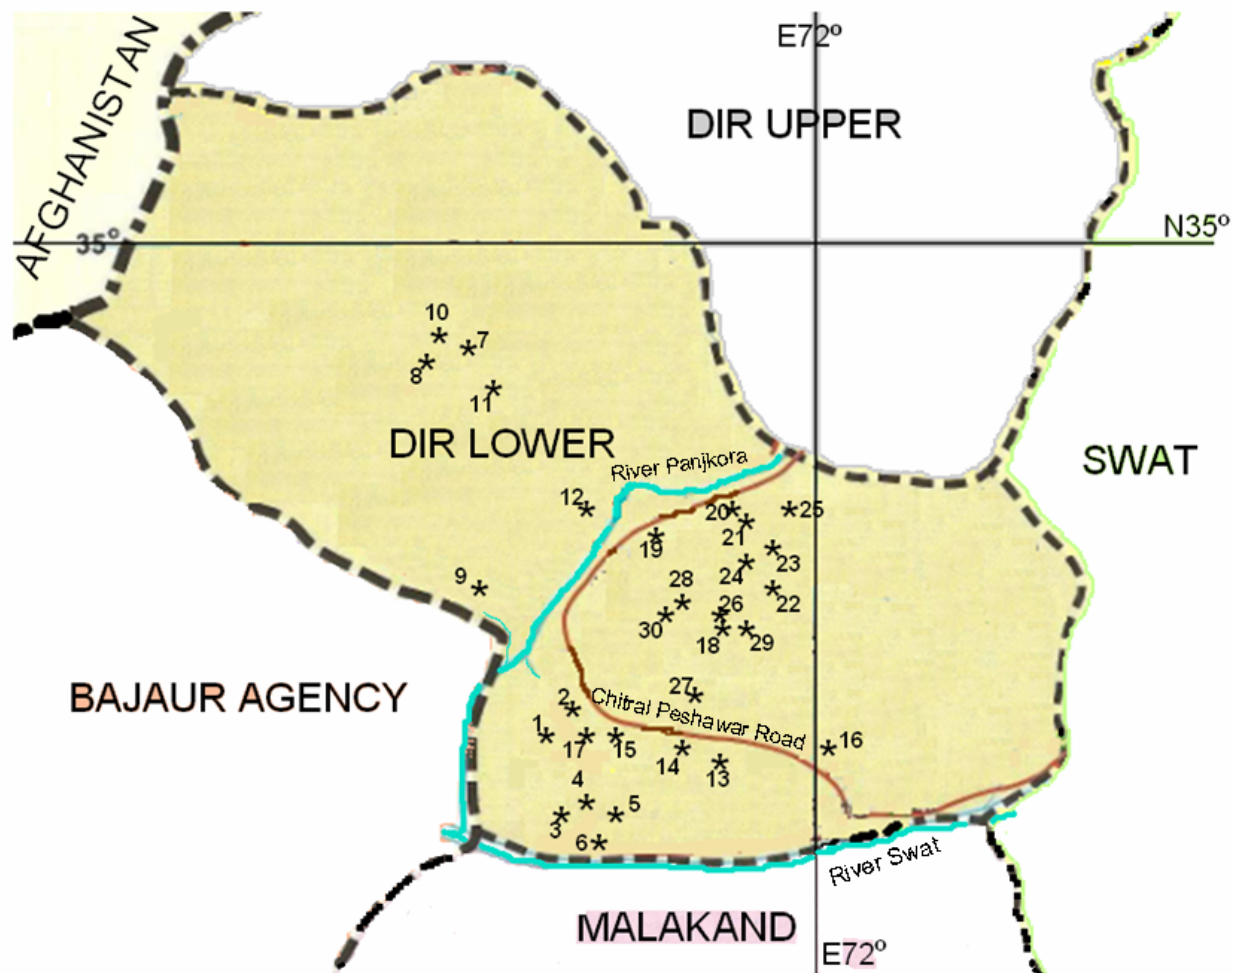 E72º
AFGHANISTAN
DIR UPPER
35º
N35º
10
7
8
11
DIR LOWER
River Panjkora
SWAT
12
20
25
21
19
23
24
9
28
22
26
30
18
29
BAJAUR AGENCY
27
2
Chitral Peshawar Road
1
17
15
16
14
13
4
5
3
6
River Swat
MALAKAND
E72º